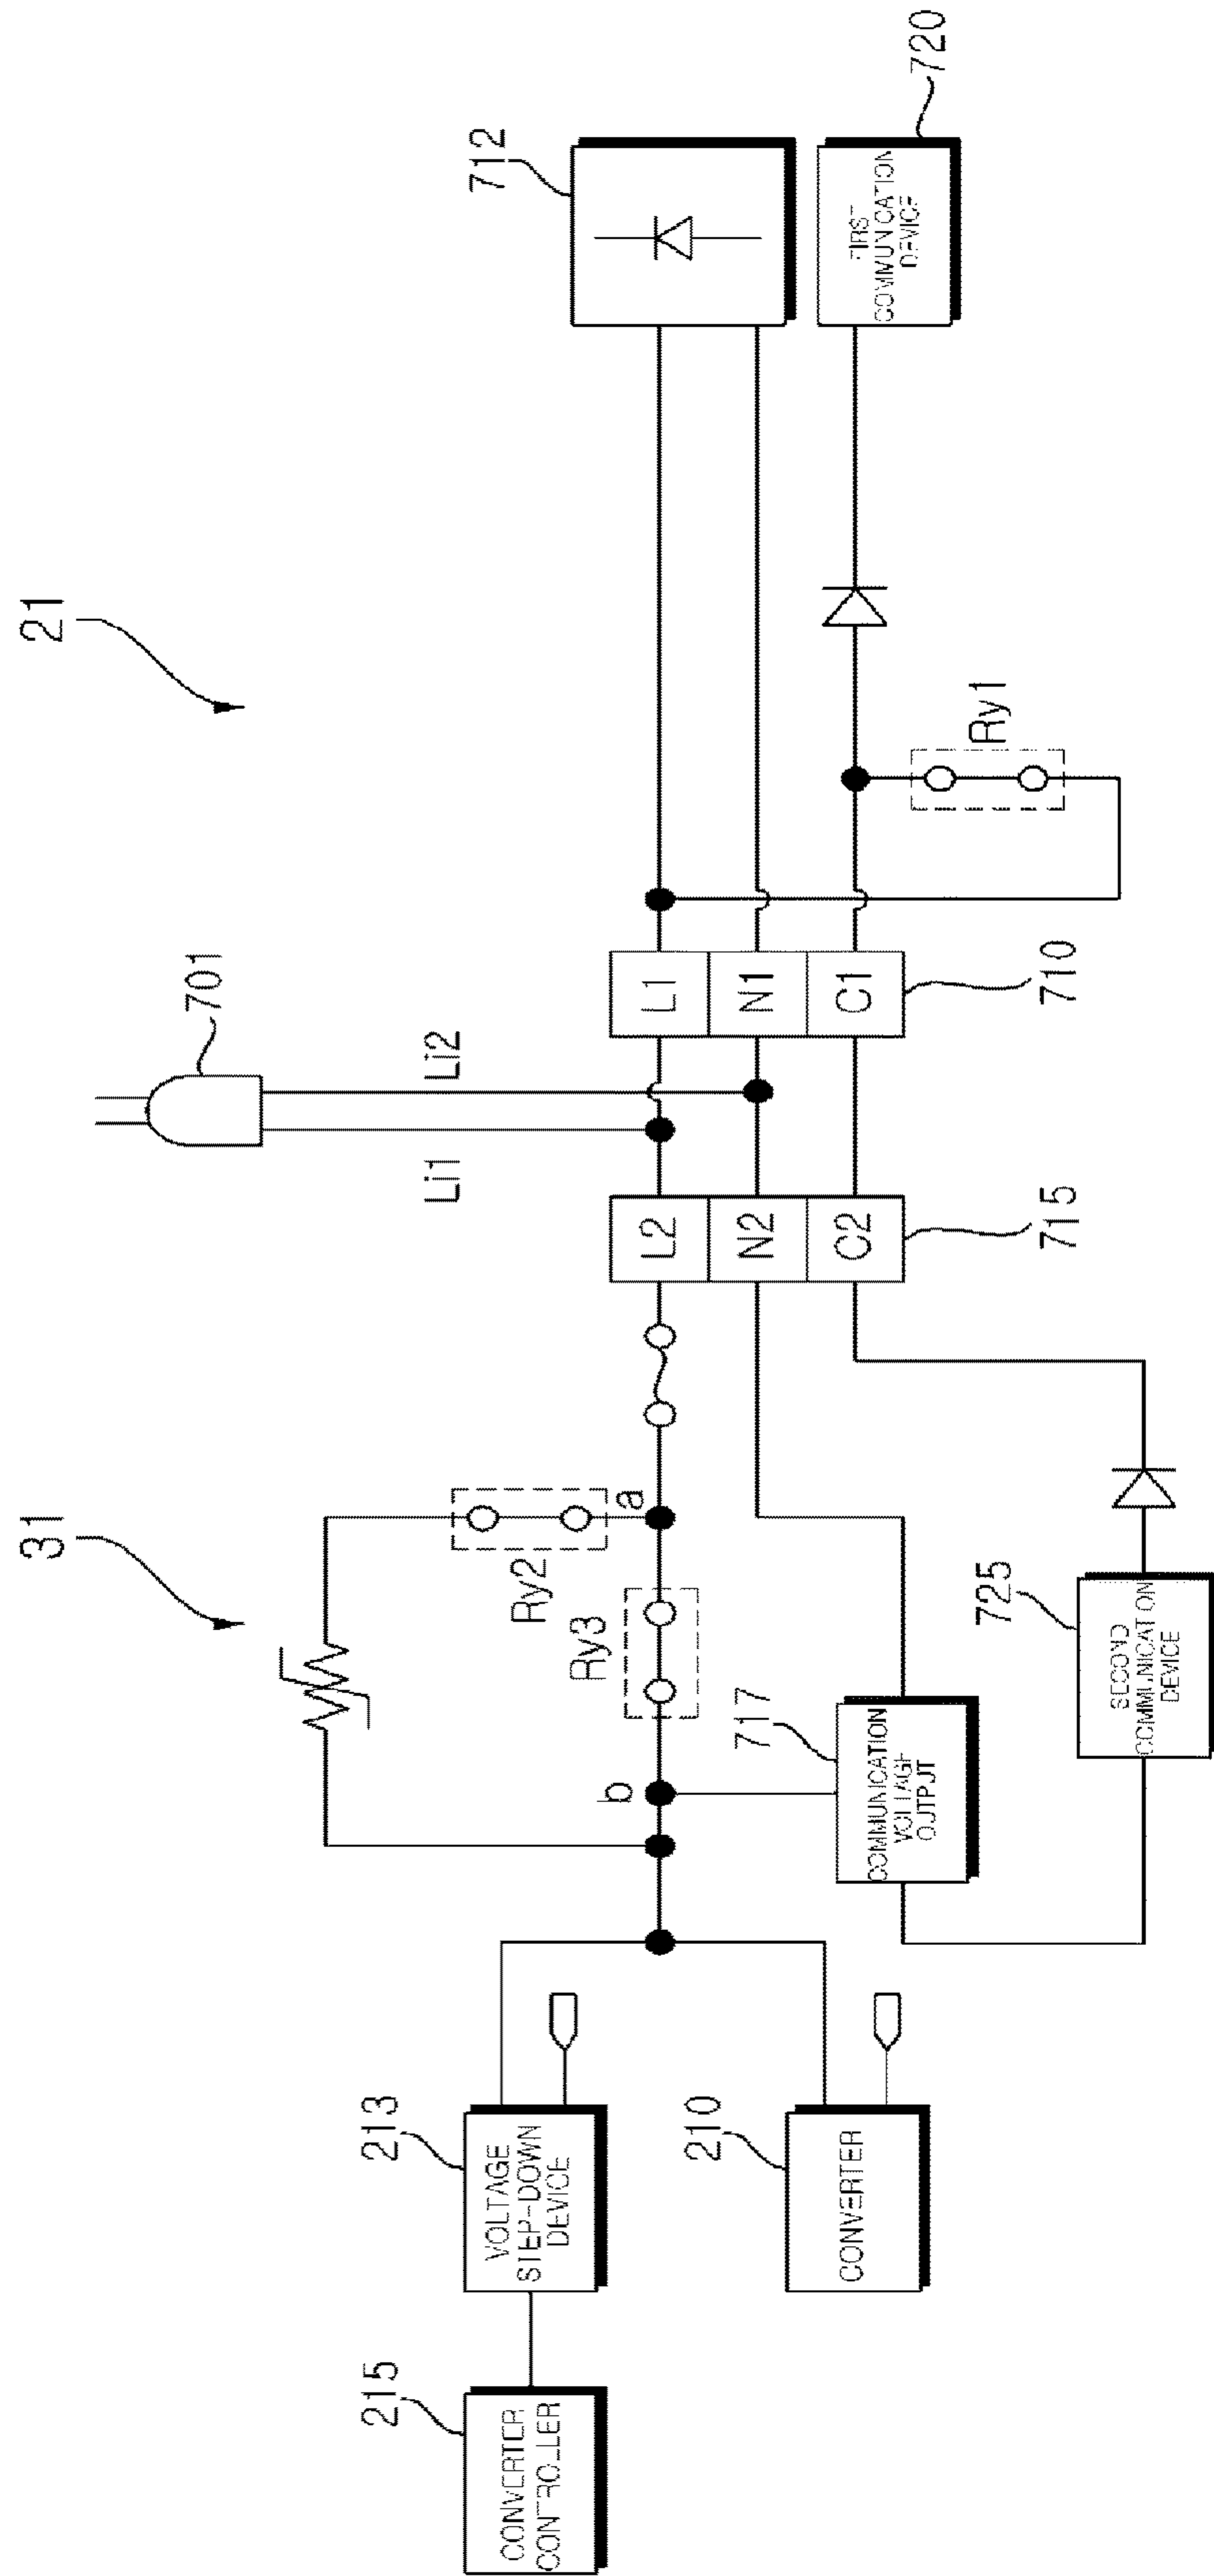 31
21
215
213
701
712
CONVERTER
CONTROLLER
VOLTAGE
STEP-DOWN
DEVICE
Ry2
a
Li1
Li2
Ry3
b
210
CONVERTER
717
COMMUNICATION
VOLTAGE
OUTPUT
L2
N2
C2
L1
N1
C1
720
FIRST
COMMUNICATION
DEVICE
Ry1
725
SECOND
COMMUNICATION
DEVICE
715
710